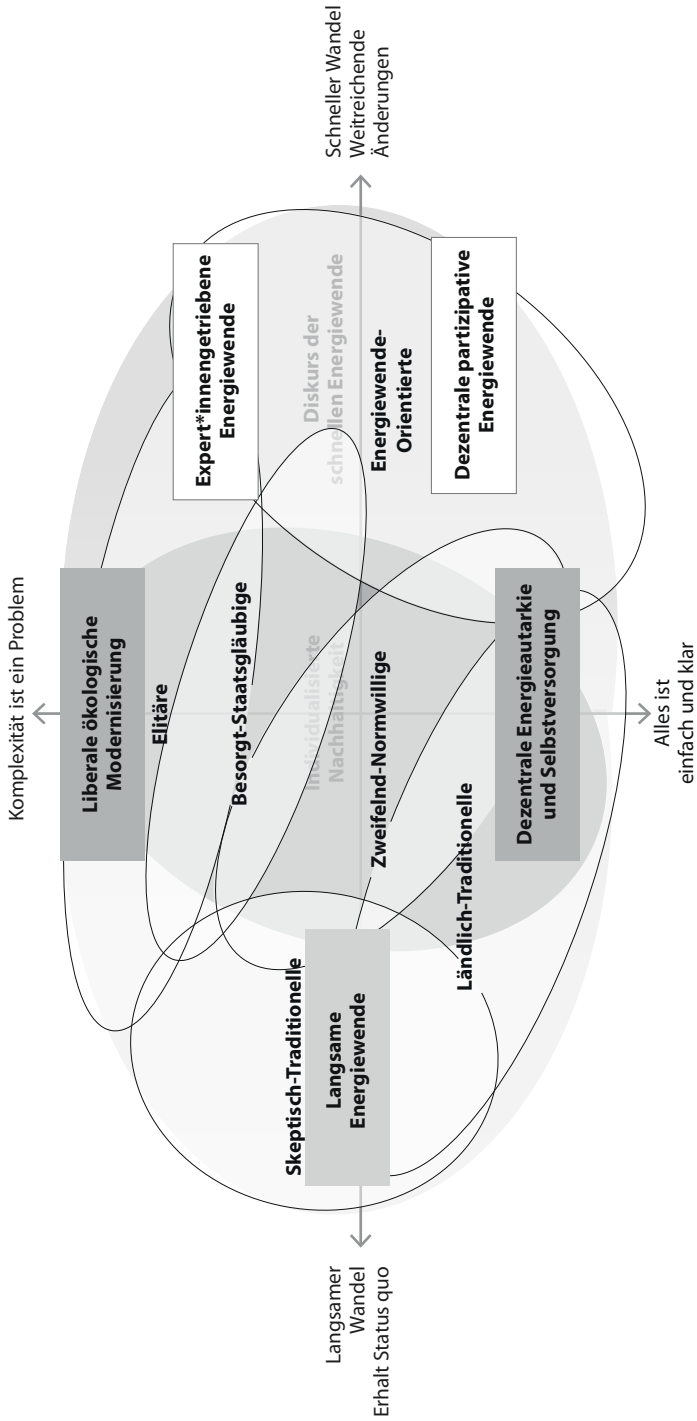 Komplexität ist ein Problem
Liberale ökologische
Modernisierung
Elitäre
Expert*innengetriebene
Energiewende
Besorgt-Staatsgläubige
Diskurs der
schnellen Energiewende
Individualisierte
Nachhaltigkeit
Skeptisch-Traditionelle
Langsame
Energiewende
Langsamer
Wandel
Erhalt Status quo
Schneller Wandel
Weitreichende
Änderungen
Energiewende-
Orientierte
Zweifelnd-Normwillige
Ländlich-Traditionelle
Dezentrale partizipative
Energiewende
Dezentrale Energieautarkie
und Selbstversorgung
Alles ist
einfach und klar